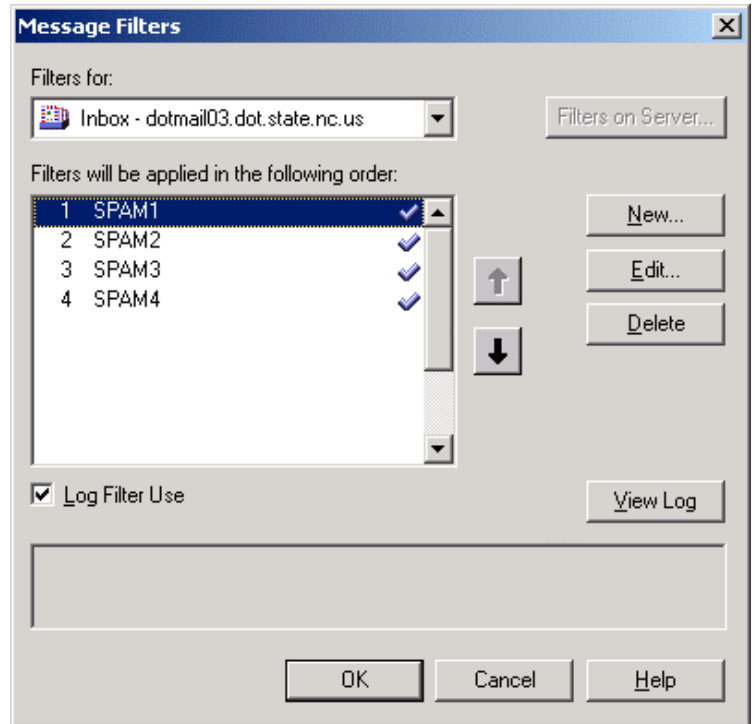 Message Filters
Filters for:
Inbox - dotmail03.dot.state.nc.us
Filters on Server...
Filters will be applied in the following order:
1 SPAM1
2 SPAM2
3 SPAM3
4 SPAM4
New...
Edit...
Delete
Log Filter Use
View Log
OK
Cancel
Help